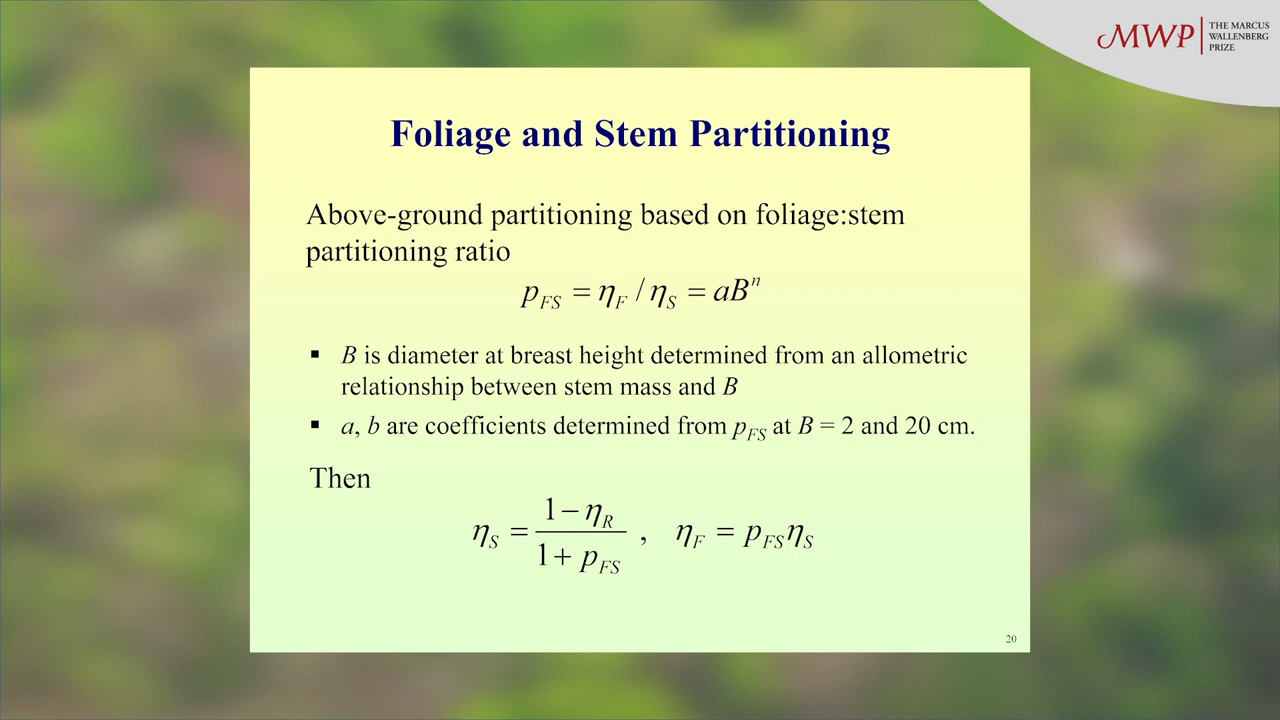 MWP
THE MARCUS
WALLENBERG
PRIZE
Foliage and Stem Partitioning
Above-ground partitioning based on foliage:stem
partitioning ratio
p_FS = η_F / η_S = aB^n
▪ B is diameter at breast height determined from an allometric
relationship between stem mass and B
▪ a, b are coefficients determined from p_FS at B = 2 and 20 cm.
Then
η_S = (1 − η_R) / (1 + p_FS) , η_F = p_FS η_S
20